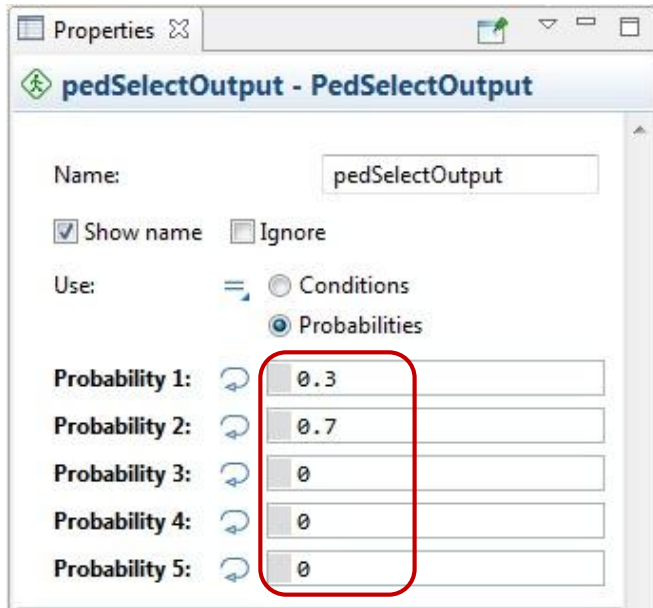 Properties
pedSelectOutput - PedSelectOutput
Name: pedSelectOutput
Show name Ignore
Use: Conditions
Probabilities
Probability 1: 0.3
Probability 2: 0.7
Probability 3: 0
Probability 4: 0
Probability 5: 0